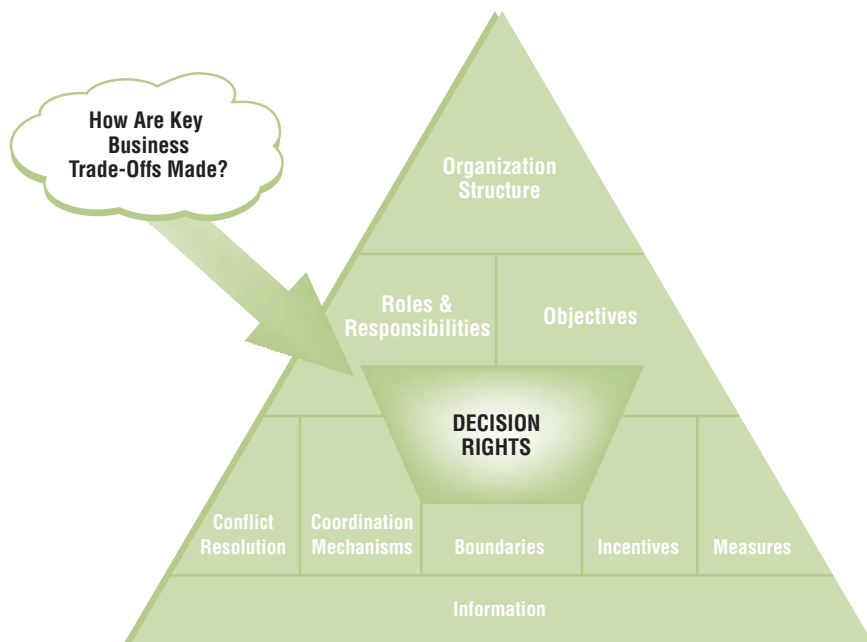 How Are Key
Business
Trade-Offs Made?
Organization
Structure
Roles &
Responsibilities
Objectives
DECISION
RIGHTS
Conflict
Resolution
Coordination
Mechanisms
Boundaries
Incentives
Measures
Information